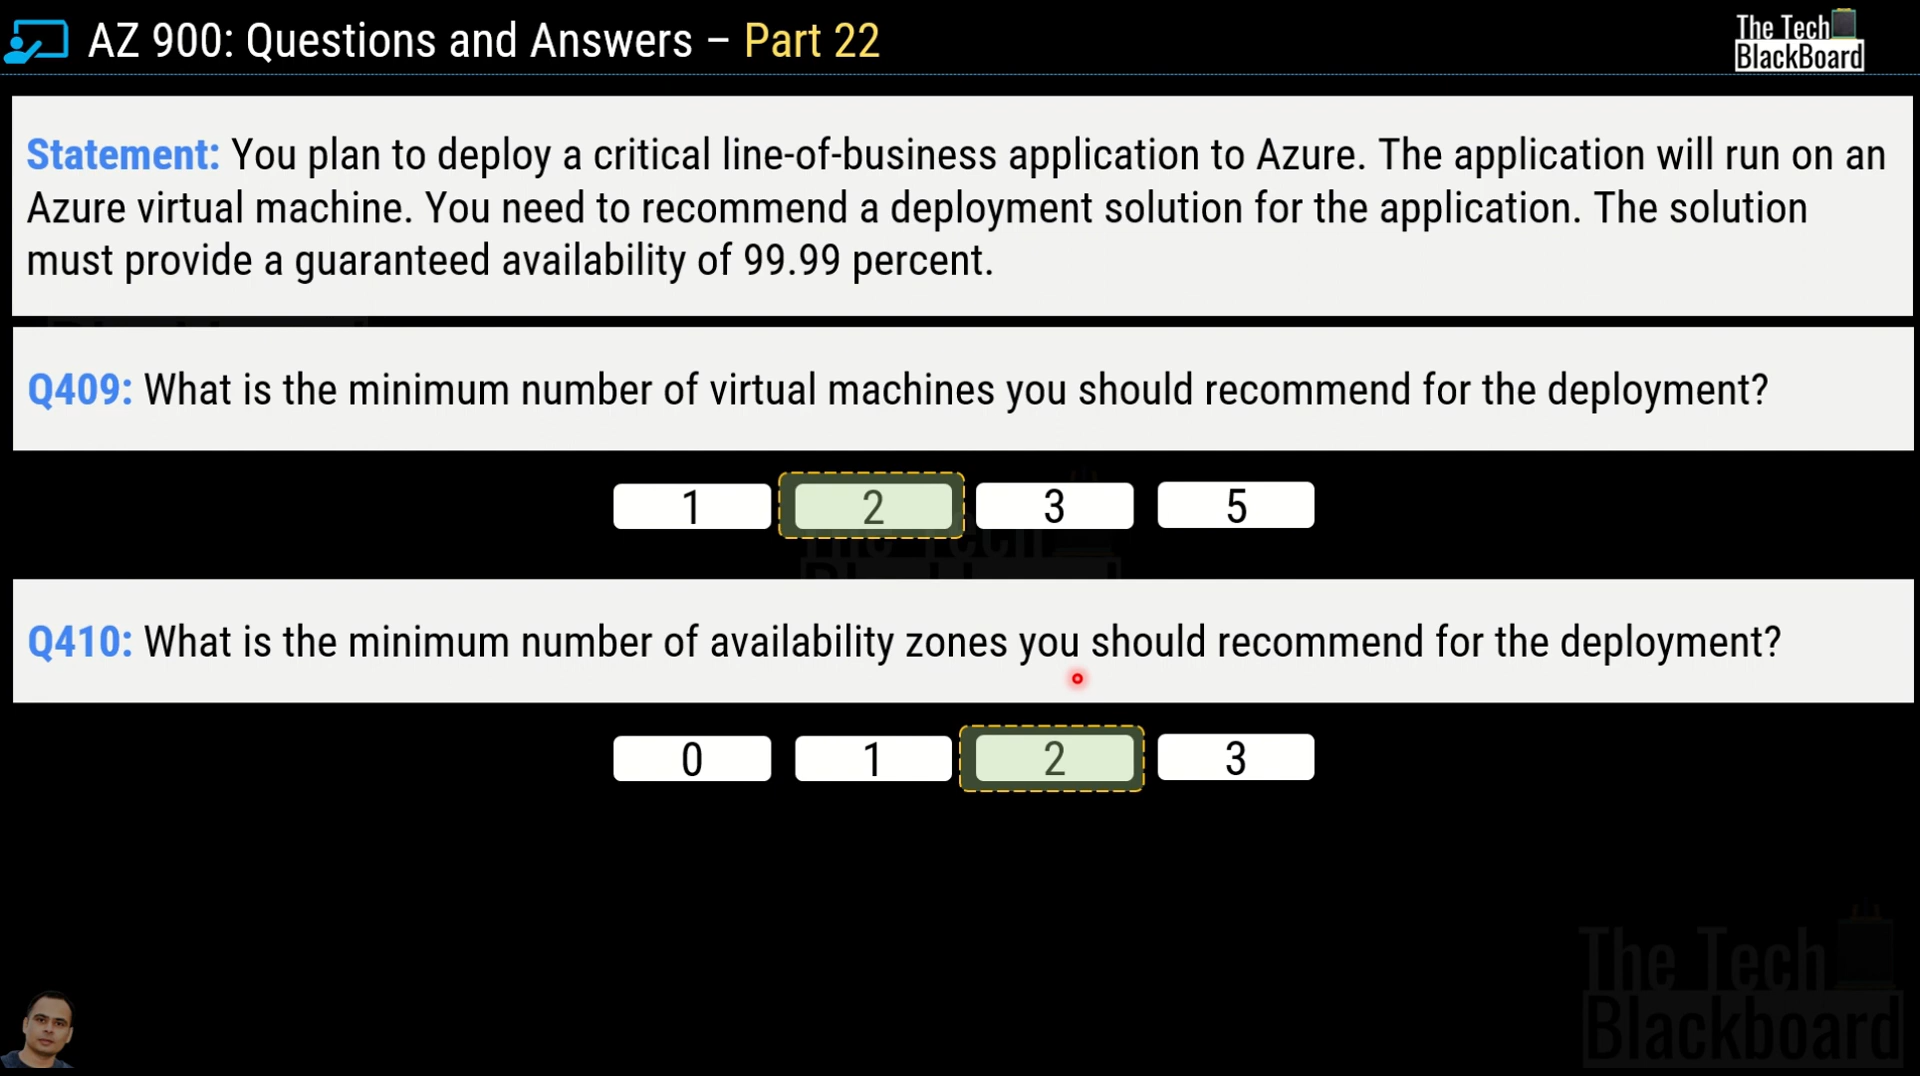 AZ 900: Questions and Answers – Part 22
The Tech
BlackBoard
Statement: You plan to deploy a critical line-of-business application to Azure. The application will run on an
Azure virtual machine. You need to recommend a deployment solution for the application. The solution
must provide a guaranteed availability of 99.99 percent.
Q409: What is the minimum number of virtual machines you should recommend for the deployment?
1 2 3 5
The Tech
Blackboard
Q410: What is the minimum number of availability zones you should recommend for the deployment?
0 1 2 3
The Tech
Blackboard